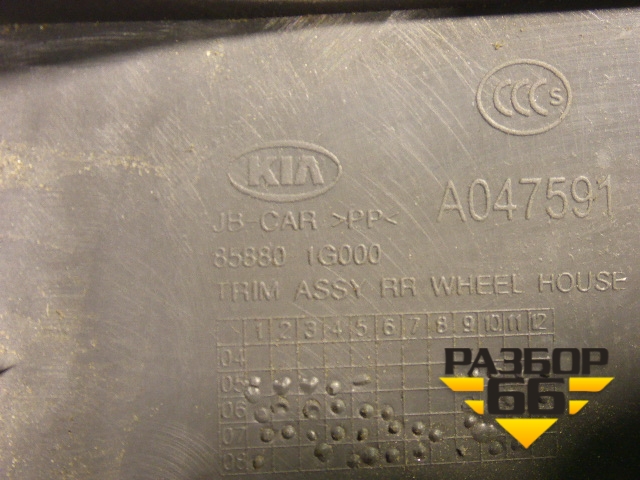 CCC S
KIA
A047591
JB-CAR >PP<
85880 1G000
TRIM ASSY RR WHEEL HOUSE
1 2 3 4 5 6 7 8 9 10 11 12
04
05
06
07
08
РАЗБОР
66